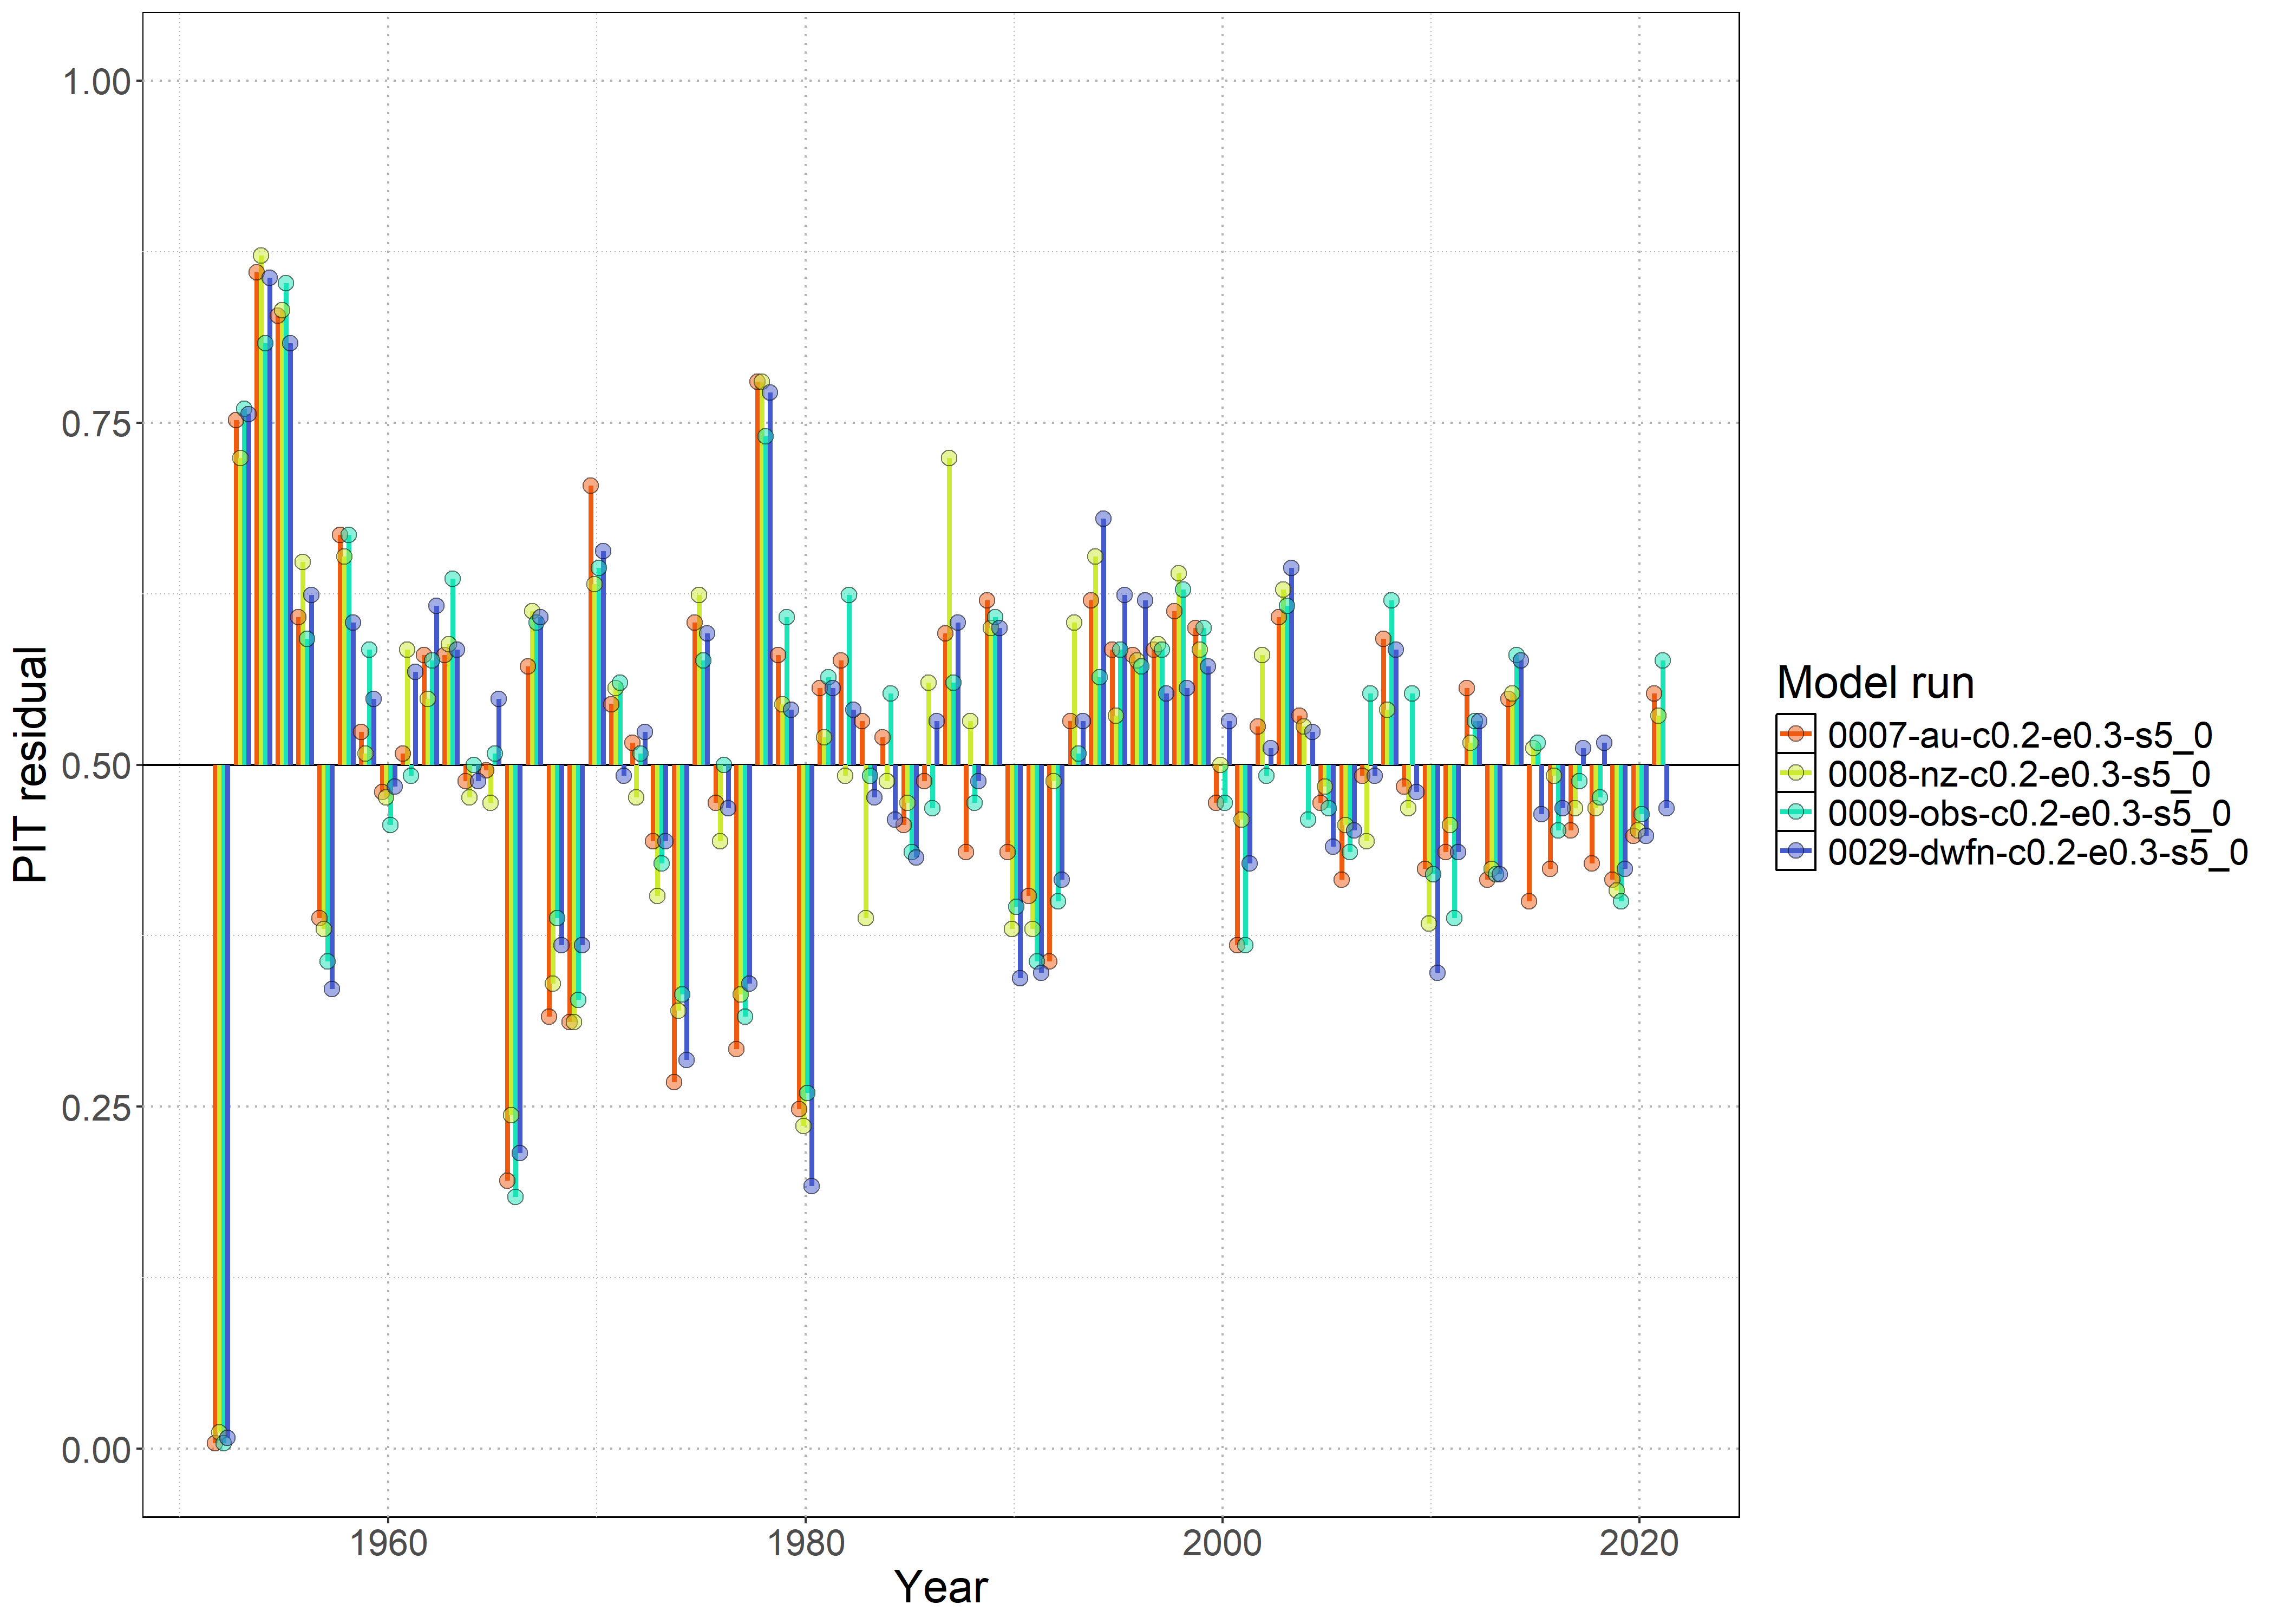 1.00
0.75
0.50
0.25
0.00
PIT residual
1960
1980
2000
2020
Year
Model run
0007-au-c0.2-e0.3-s5_0
0008-nz-c0.2-e0.3-s5_0
0009-obs-c0.2-e0.3-s5_0
0029-dwfn-c0.2-e0.3-s5_0